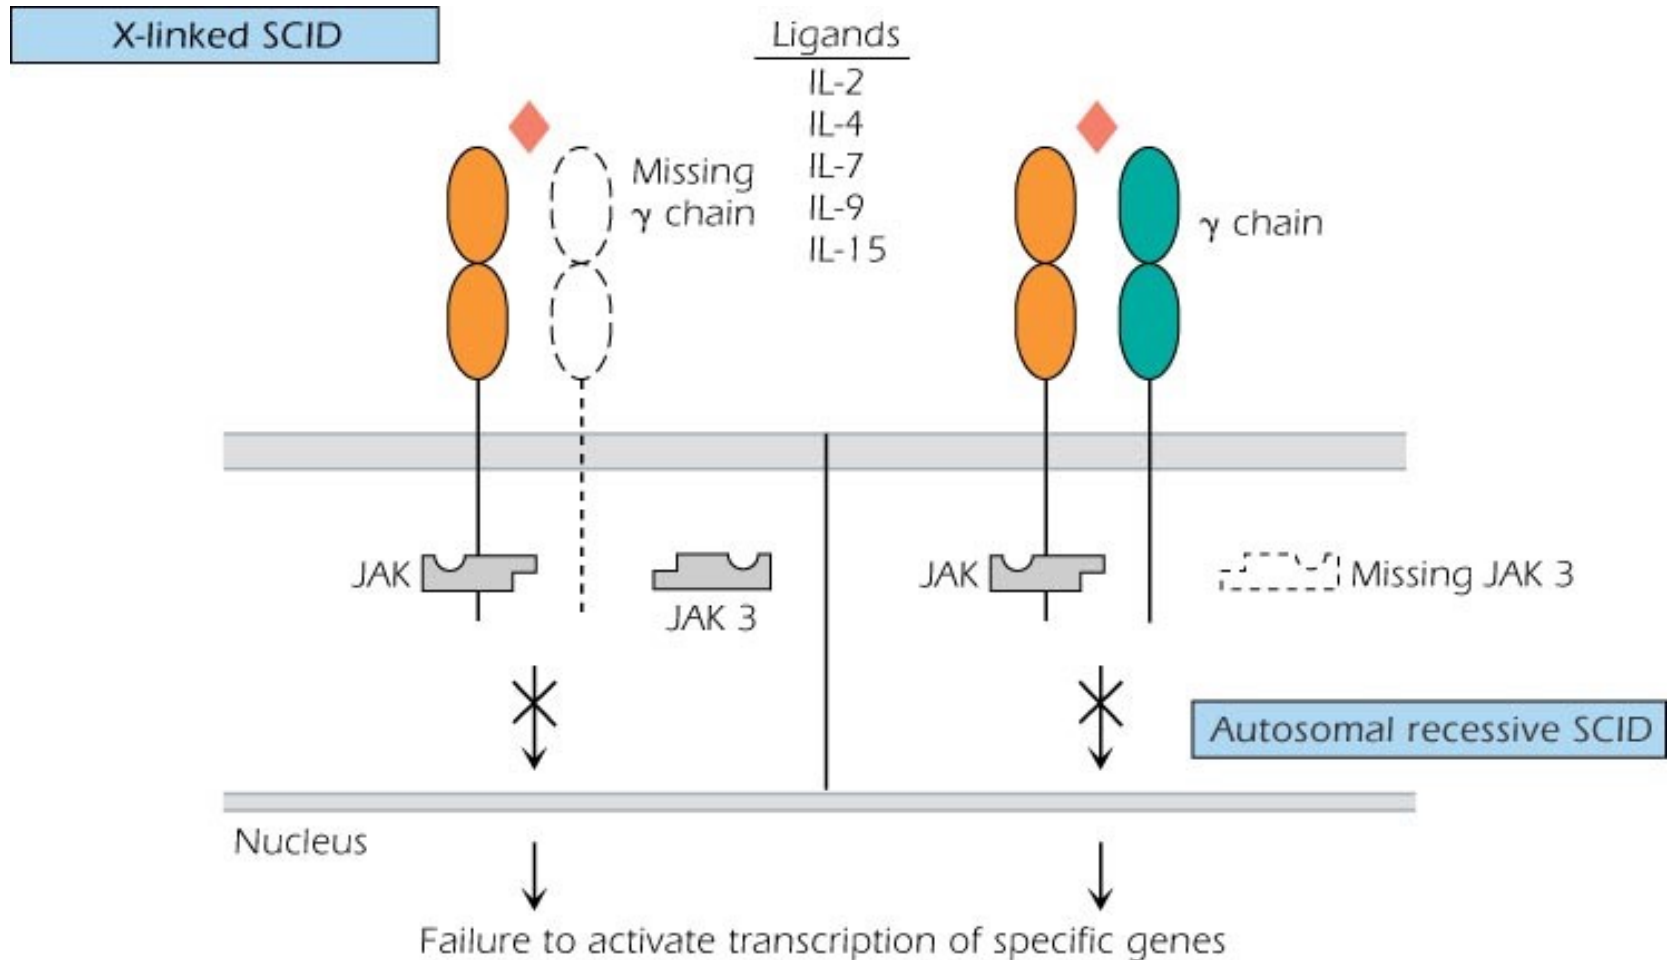 X-linked SCID
Ligands
IL-2
IL-4
IL-7
IL-9
IL-15
Missing
γ chain
γ chain
JAK
JAK 3
JAK
Missing JAK 3
Autosomal recessive SCID
Nucleus
Failure to activate transcription of specific genes